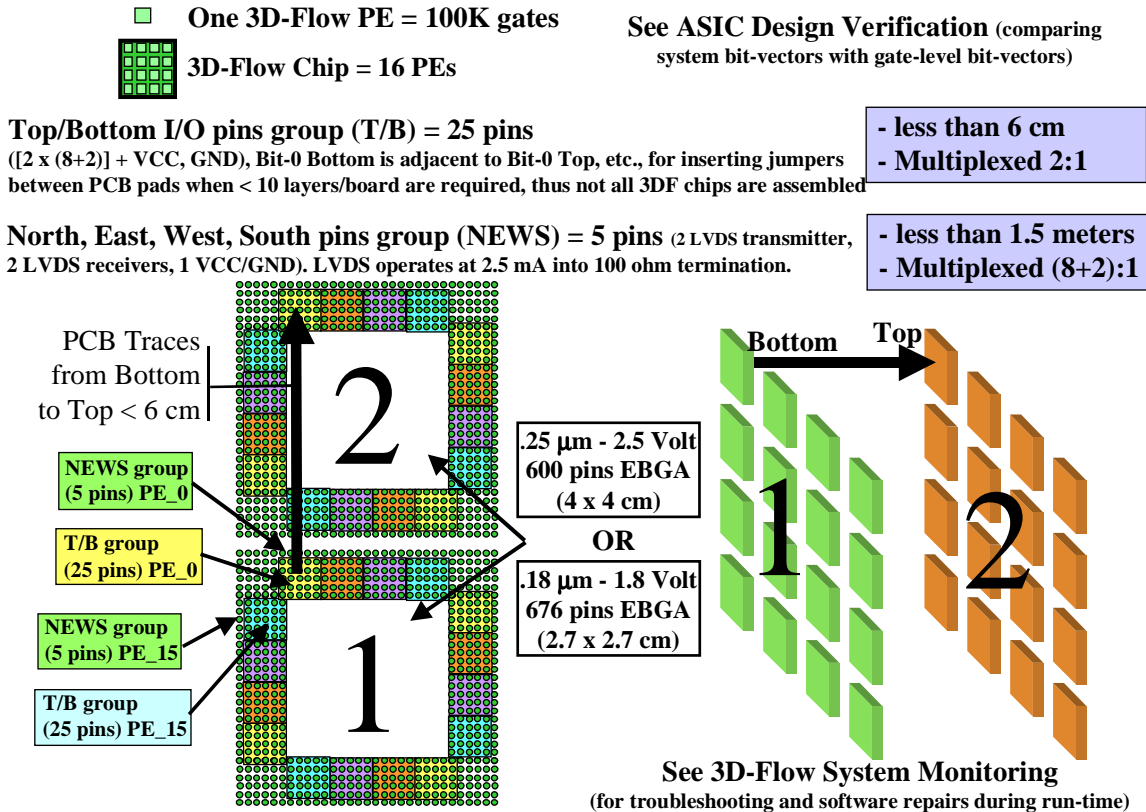 One 3D-Flow PE = 100K gates
3D-Flow Chip = 16 PEs
See ASIC Design Verification (comparing
system bit-vectors with gate-level bit-vectors)
Top/Bottom I/O pins group (T/B) = 25 pins
([2 x (8+2)] + VCC, GND), Bit-0 Bottom is adjacent to Bit-0 Top, etc., for inserting jumpers
between PCB pads when < 10 layers/board are required, thus not all 3DF chips are assembled
- less than 6 cm
- Multiplexed 2:1
North, East, West, South pins group (NEWS) = 5 pins (2 LVDS transmitter,
2 LVDS receivers, 1 VCC/GND). LVDS operates at 2.5 mA into 100 ohm termination.
- less than 1.5 meters
- Multiplexed (8+2):1
PCB Traces
from Bottom
to Top < 6 cm
2
NEWS group
(5 pins) PE_0
T/B group
(25 pins) PE_0
NEWS group
(5 pins) PE_15
T/B group
(25 pins) PE_15
1
.25 μm - 2.5 Volt
600 pins EBGA
(4 x 4 cm)
OR
.18 μm - 1.8 Volt
676 pins EBGA
(2.7 x 2.7 cm)
Bottom
Top
1
2
See 3D-Flow System Monitoring
(for troubleshooting and software repairs during run-time)